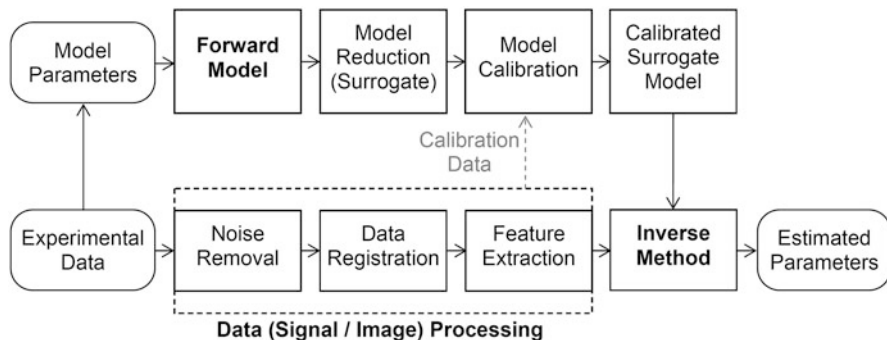 Model
Parameters
Forward
Model
Model
Reduction
(Surrogate)
Model
Calibration
Calibrated
Surrogate
Model
Calibration
Data
Experimental
Data
Noise
Removal
Data
Registration
Feature
Extraction
Inverse
Method
Estimated
Parameters
Data (Signal / Image) Processing